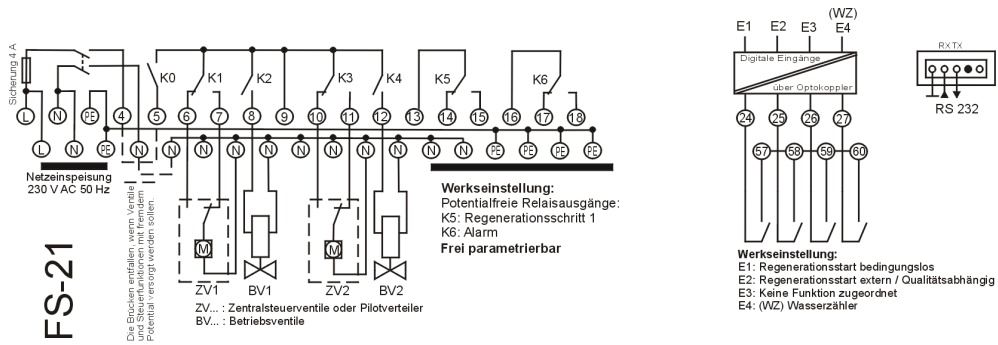 (WZ)
E1 E2 E3 E4
Digitale Eingänge
über Optokoppler
RX TX
RS 232
24 25 26 27
57 58 59 60
Werkseinstellung:
E1: Regenerationsstart bedingungslos
E2: Regenerationsstart extern / Qualitätsabhängig
E3: Keine Funktion zugeordnet
E4: (WZ) Wasserzähler
Sicherung 4 A
K0 K1 K2 K3 K4 K5 K6
L N PE 4 5 6 7 8 9 10 11 12 13 14 15 16 17 18
L N PE N N N N N N N N N N N PE PE PE PE
Netzeinspeisung
230 V AC 50 Hz
Die Brücken entfallen, wenn Ventile
und Steuerfunktionen mit fremdem
Potential versorgt werden sollen.
FS-21
M M
ZV1 BV1 ZV2 BV2
ZV... : Zentralsteuerventile oder Pilotverteiler
BV... : Betriebsventile
Werkseinstellung:
Potentialfreie Relaisausgänge:
K5: Regenerationsschritt 1
K6: Alarm
Frei parametrierbar